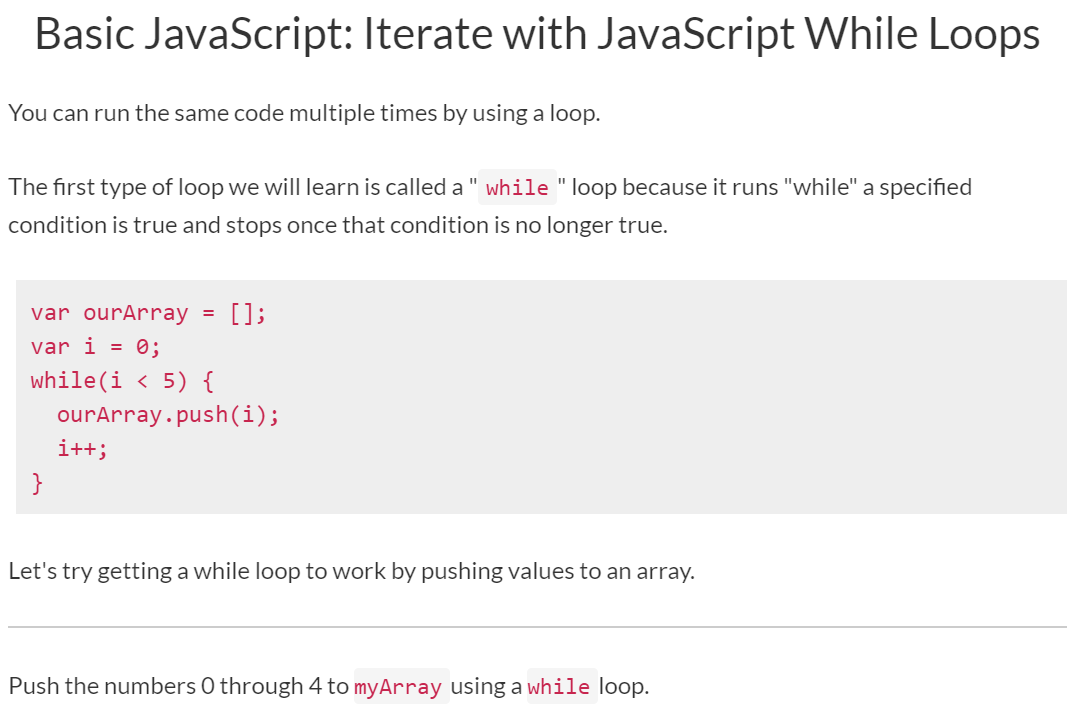 Basic JavaScript: Iterate with JavaScript While Loops
You can run the same code multiple times by using a loop.
The first type of loop we will learn is called a " while " loop because it runs "while" a specified
condition is true and stops once that condition is no longer true.
var ourArray = [];
var i = 0;
while(i < 5) {
  ourArray.push(i);
  i++;
}
Let's try getting a while loop to work by pushing values to an array.
Push the numbers 0 through 4 to myArray using a while loop.